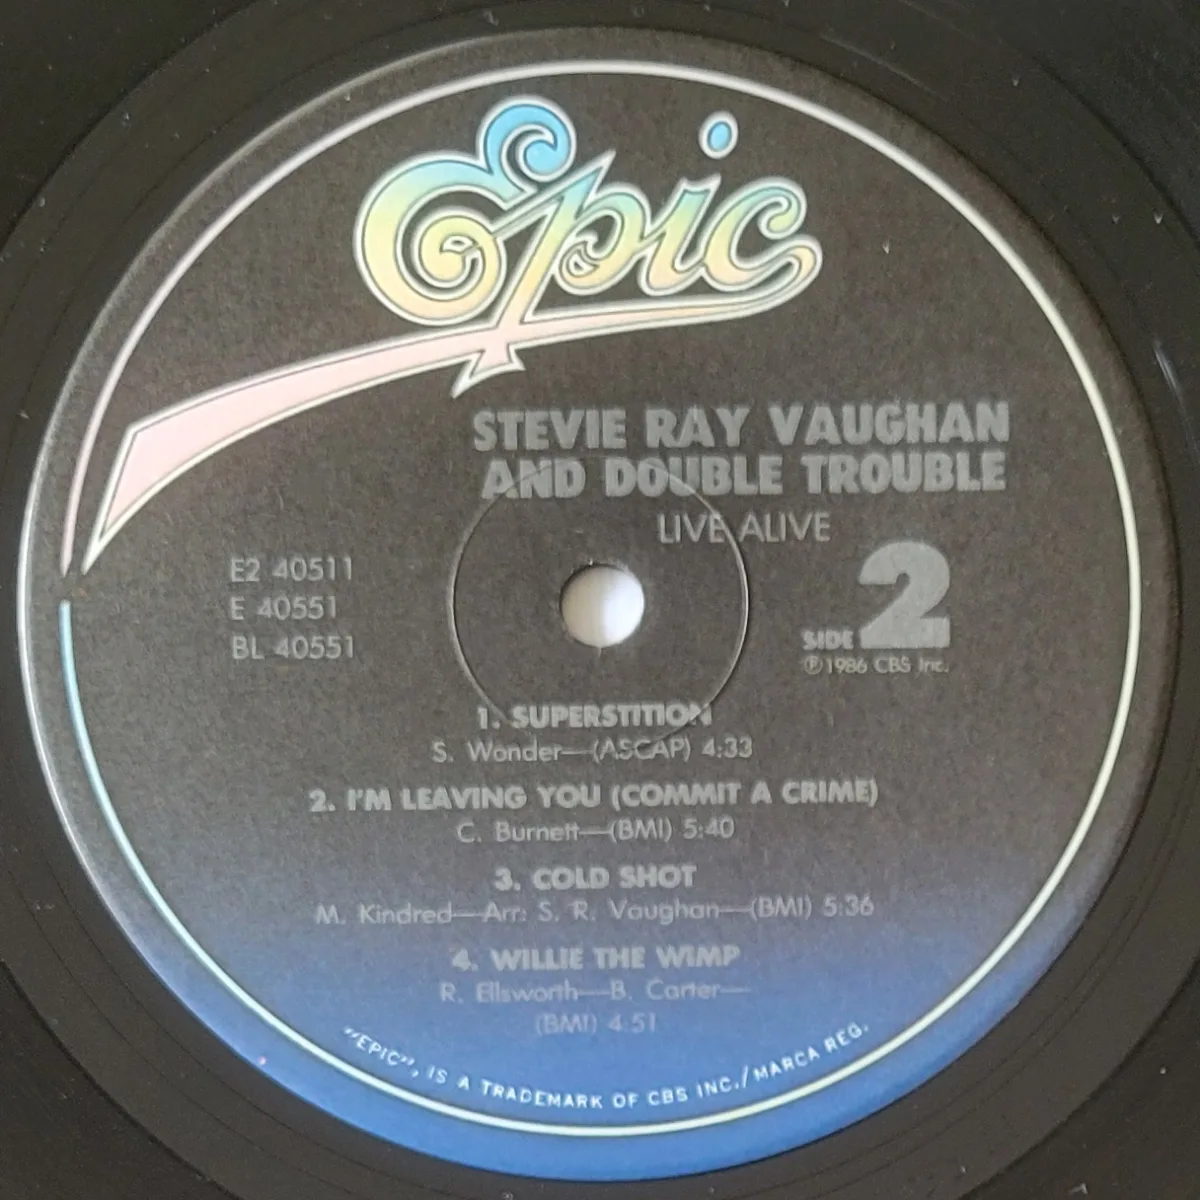 Epic
STEVIE RAY VAUGHAN
AND DOUBLE TROUBLE
LIVE ALIVE
E2 40511
E 40551
BL 40551
SIDE 2
℗1986 CBS Inc.
1. SUPERSTITION
S. Wonder—(ASCAP) 4:33
2. I'M LEAVING YOU (COMMIT A CRIME)
C. Burnett—(BMI) 5:40
3. COLD SHOT
M. Kindred—Arr: S. R. Vaughan—(BMI) 5:36
4. WILLIE THE WIMP
R. Ellsworth—B. Carter—
(BMI) 4:51
"EPIC", IS A TRADEMARK OF CBS INC./MARCA REG.